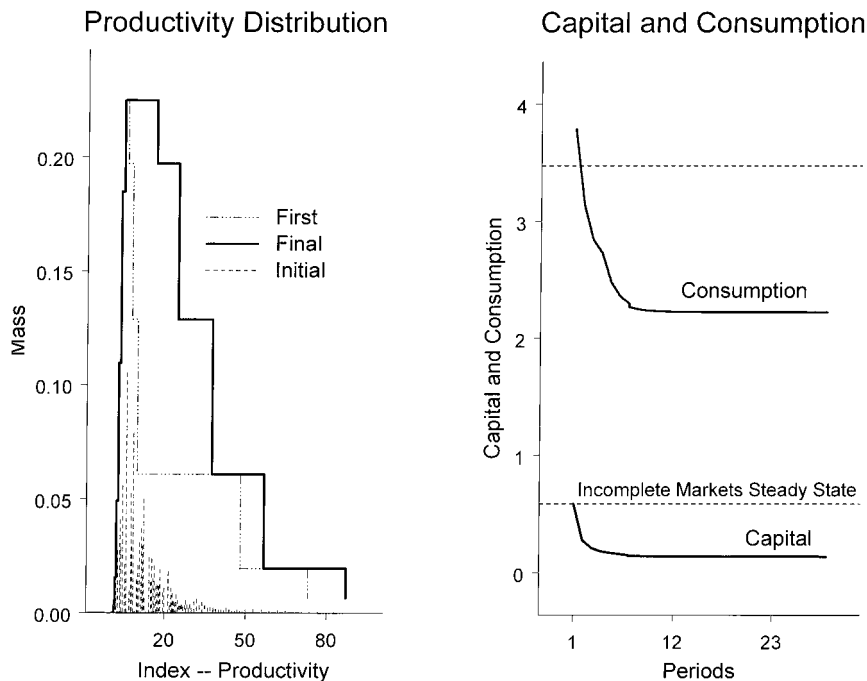 Productivity Distribution
Mass
0.20
0.15
0.10
0.05
0.00
First
Final
Initial
20
50
80
Index -- Productivity
Capital and Consumption
Capital and Consumption
4
3
2
1
0
Consumption
Incomplete Markets Steady State
Capital
1
12
23
Periods